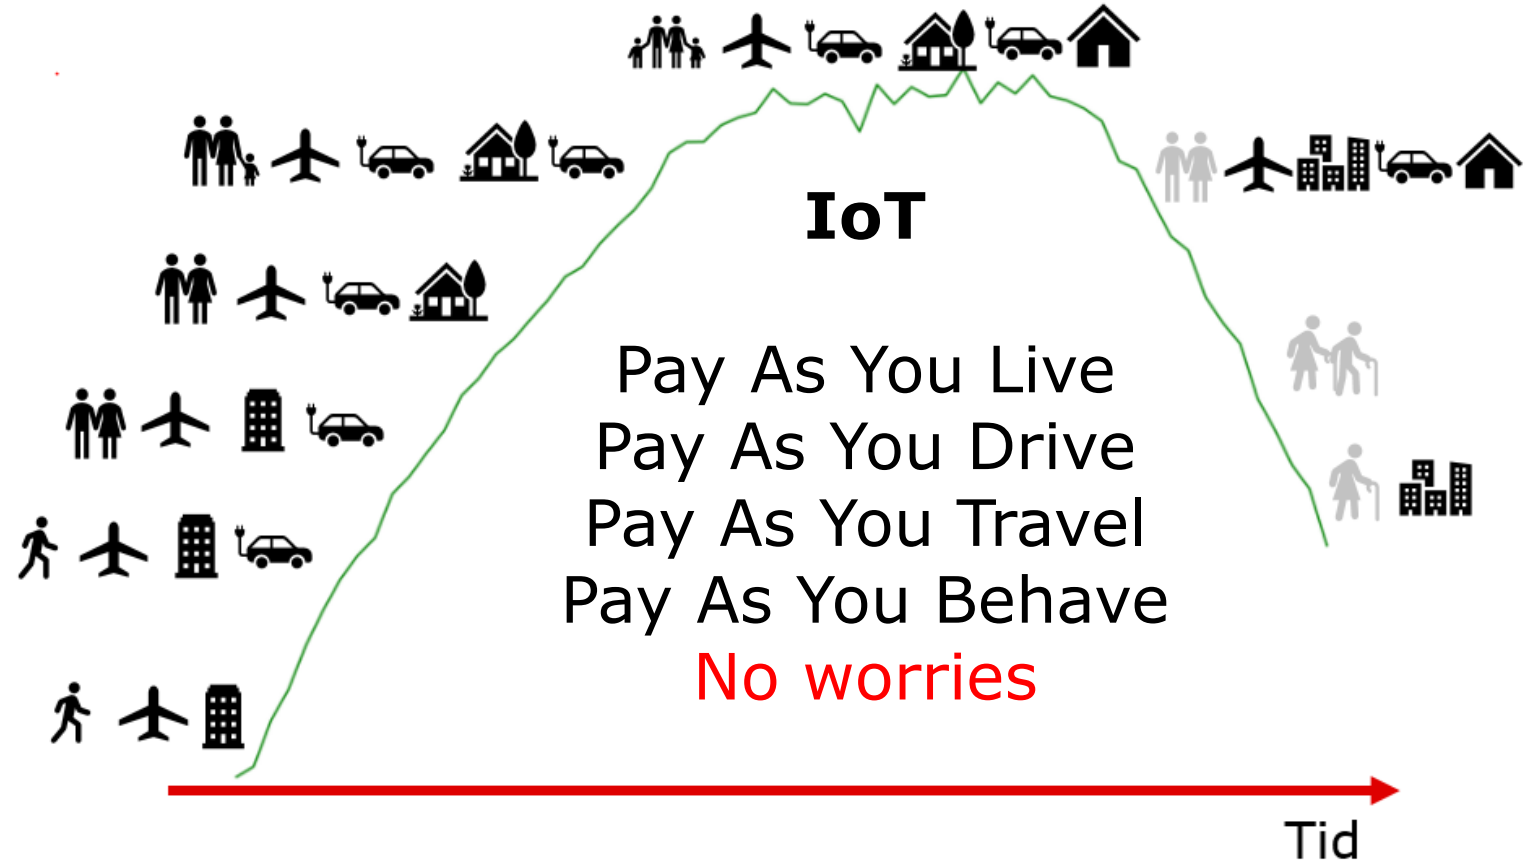 IoT
Pay As You Live
Pay As You Drive
Pay As You Travel
Pay As You Behave
No worries
Tid